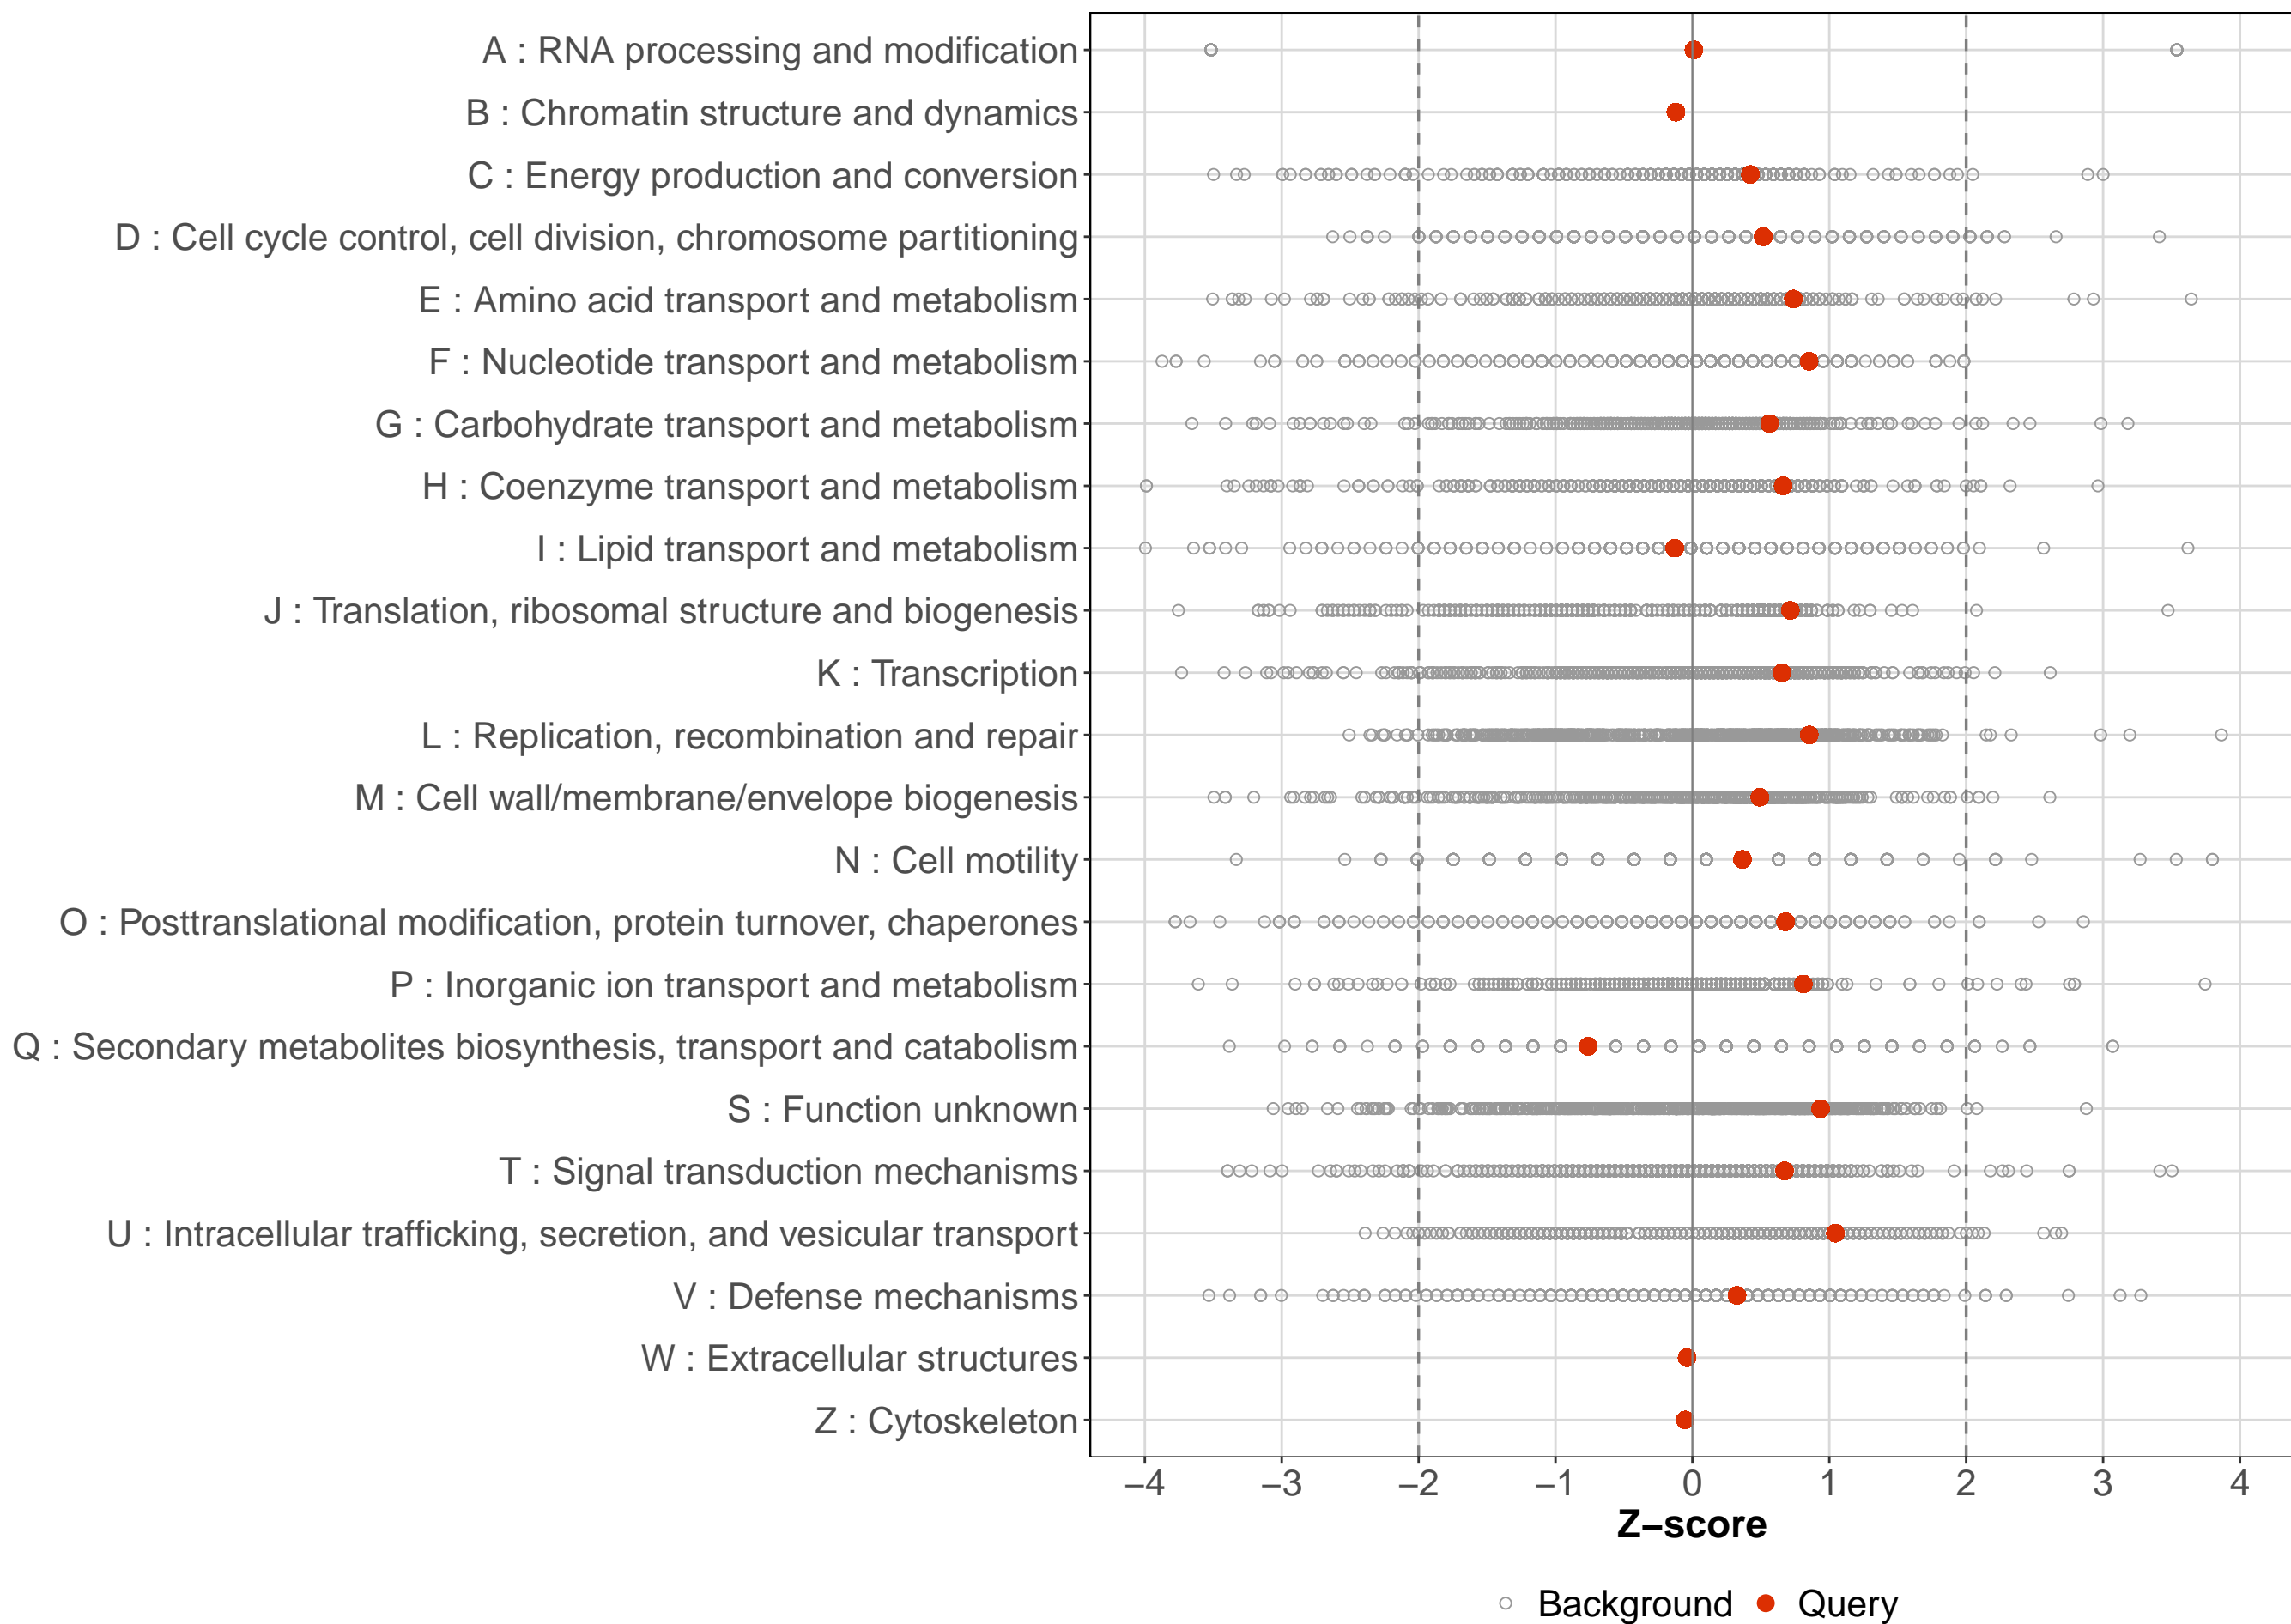 A : RNA processing and modification
B : Chromatin structure and dynamics
C : Energy production and conversion
D : Cell cycle control, cell division, chromosome partitioning
E : Amino acid transport and metabolism
F : Nucleotide transport and metabolism
G : Carbohydrate transport and metabolism
H : Coenzyme transport and metabolism
I : Lipid transport and metabolism
J : Translation, ribosomal structure and biogenesis
K : Transcription
L : Replication, recombination and repair
M : Cell wall/membrane/envelope biogenesis
N : Cell motility
O : Posttranslational modification, protein turnover, chaperones
P : Inorganic ion transport and metabolism
Q : Secondary metabolites biosynthesis, transport and catabolism
S : Function unknown
T : Signal transduction mechanisms
U : Intracellular trafficking, secretion, and vesicular transport
V : Defense mechanisms
W : Extracellular structures
Z : Cytoskeleton
−4 −3 −2 −1 0 1 2 3 4
Z−score
Background Query